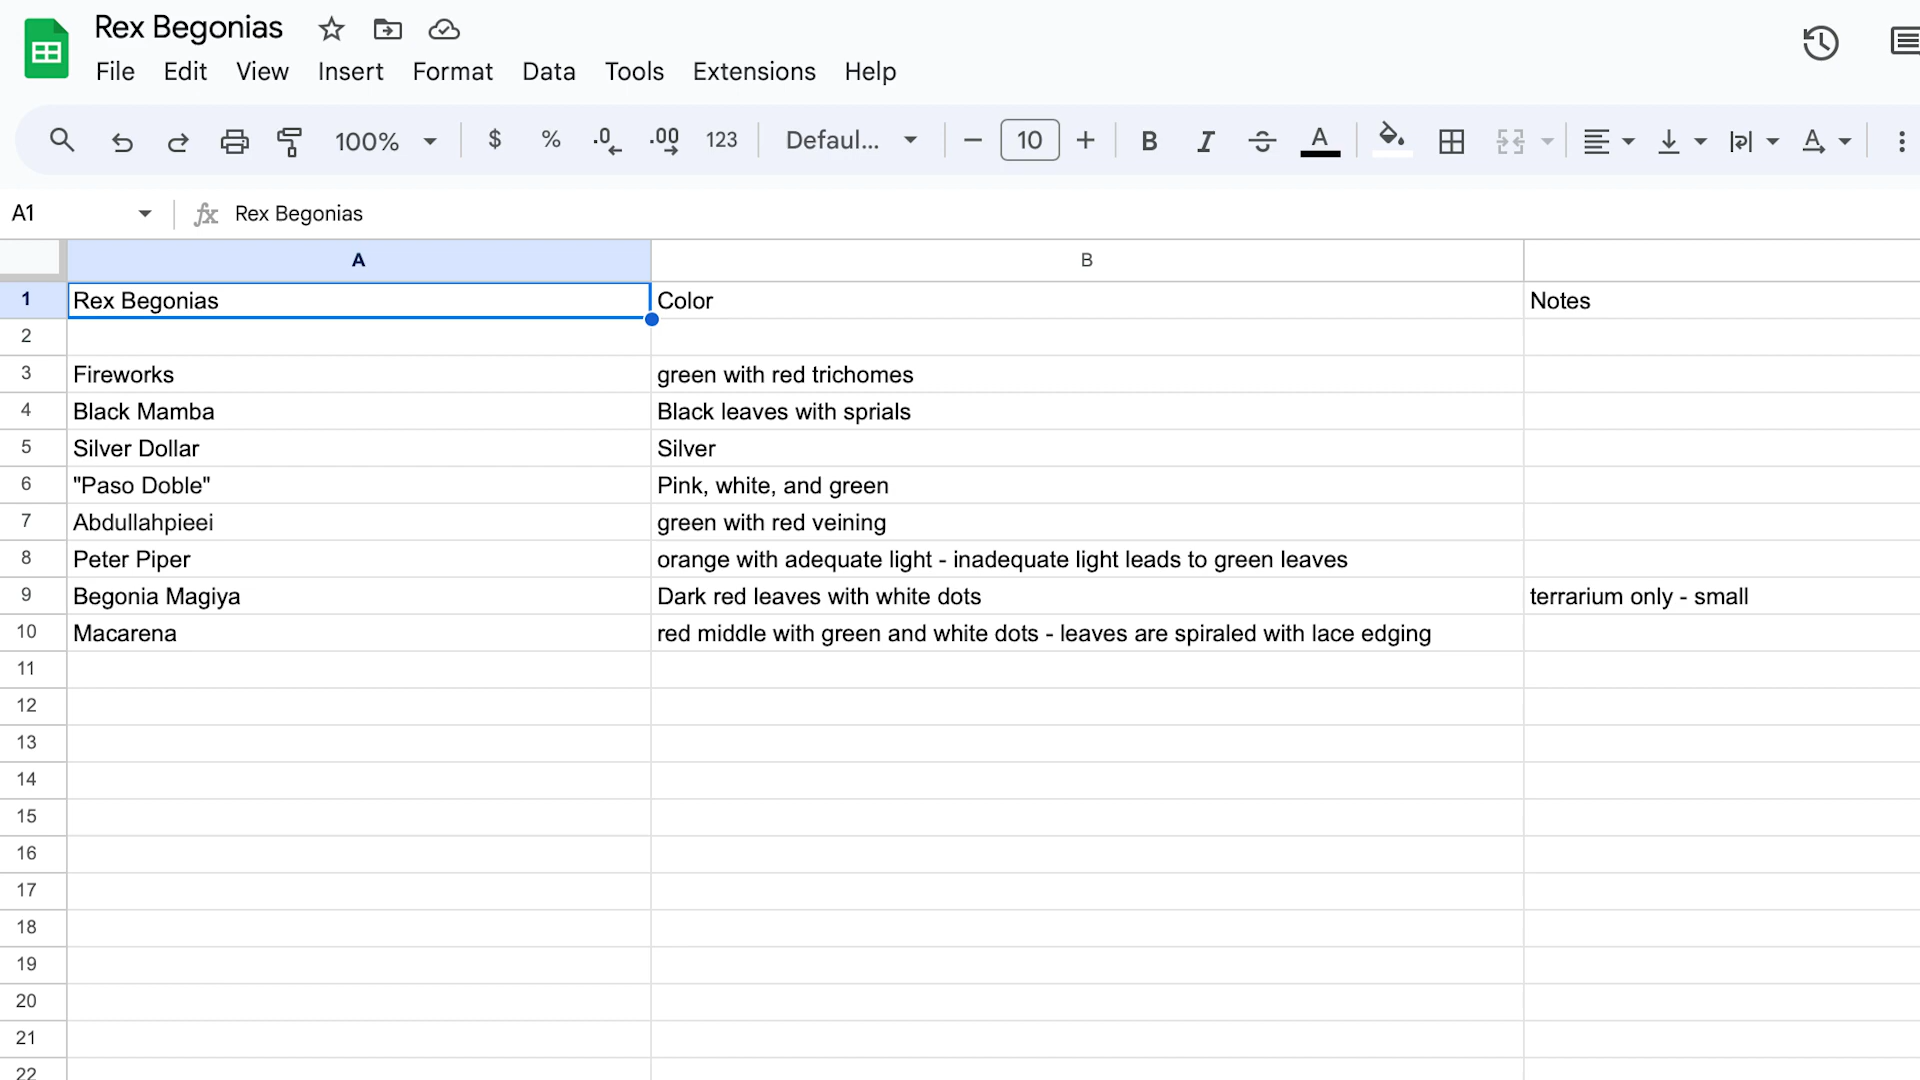 Rex Begonias
File Edit View Insert Format Data Tools Extensions Help
100% $ % .0 .00 123 Defaul... 10 B I S A A
A1 fx Rex Begonias
A B
1 Rex Begonias Color Notes
2
3 Fireworks green with red trichomes
4 Black Mamba Black leaves with sprials
5 Silver Dollar Silver
6 "Paso Doble" Pink, white, and green
7 Abdullahpieei green with red veining
8 Peter Piper orange with adequate light - inadequate light leads to green leaves
9 Begonia Magiya Dark red leaves with white dots terrarium only - small
10 Macarena red middle with green and white dots - leaves are spiraled with lace edging
11
12
13
14
15
16
17
18
19
20
21
22